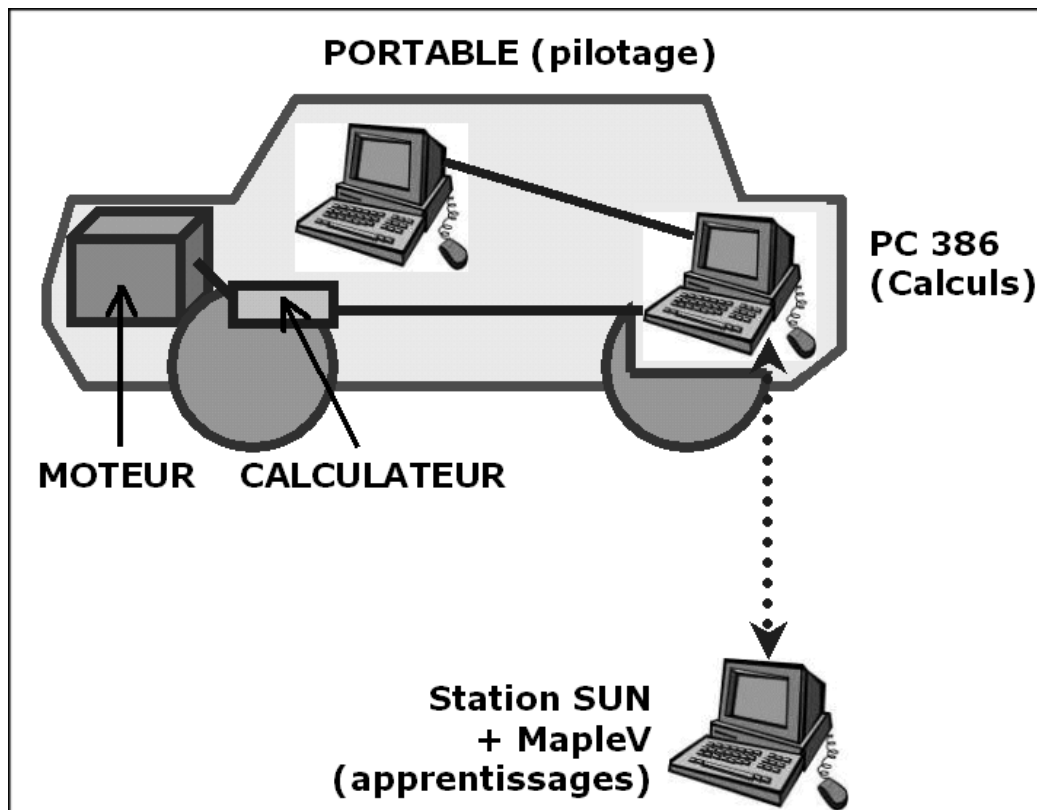 PORTABLE (pilotage)
PC 386
(Calculs)
MOTEUR
CALCULATEUR
Station SUN
+ MapleV
(apprentissages)